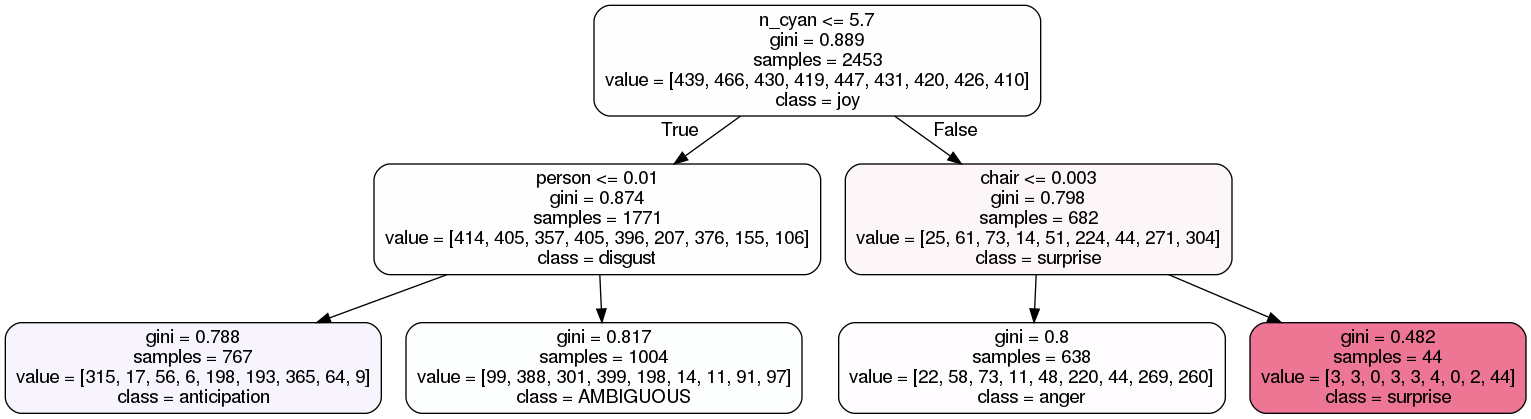 n_cyan <= 5.7
gini = 0.889
samples = 2453
value = [439, 466, 430, 419, 447, 431, 420, 426, 410]
class = joy
True
False
person <= 0.01
gini = 0.874
samples = 1771
value = [414, 405, 357, 405, 396, 207, 376, 155, 106]
class = disgust
chair <= 0.003
gini = 0.798
samples = 682
value = [25, 61, 73, 14, 51, 224, 44, 271, 304]
class = surprise
gini = 0.788
samples = 767
value = [315, 17, 56, 6, 198, 193, 365, 64, 9]
class = anticipation
gini = 0.817
samples = 1004
value = [99, 388, 301, 399, 198, 14, 11, 91, 97]
class = AMBIGUOUS
gini = 0.8
samples = 638
value = [22, 58, 73, 11, 48, 220, 44, 269, 260]
class = anger
gini = 0.482
samples = 44
value = [3, 3, 0, 3, 3, 4, 0, 2, 44]
class = surprise